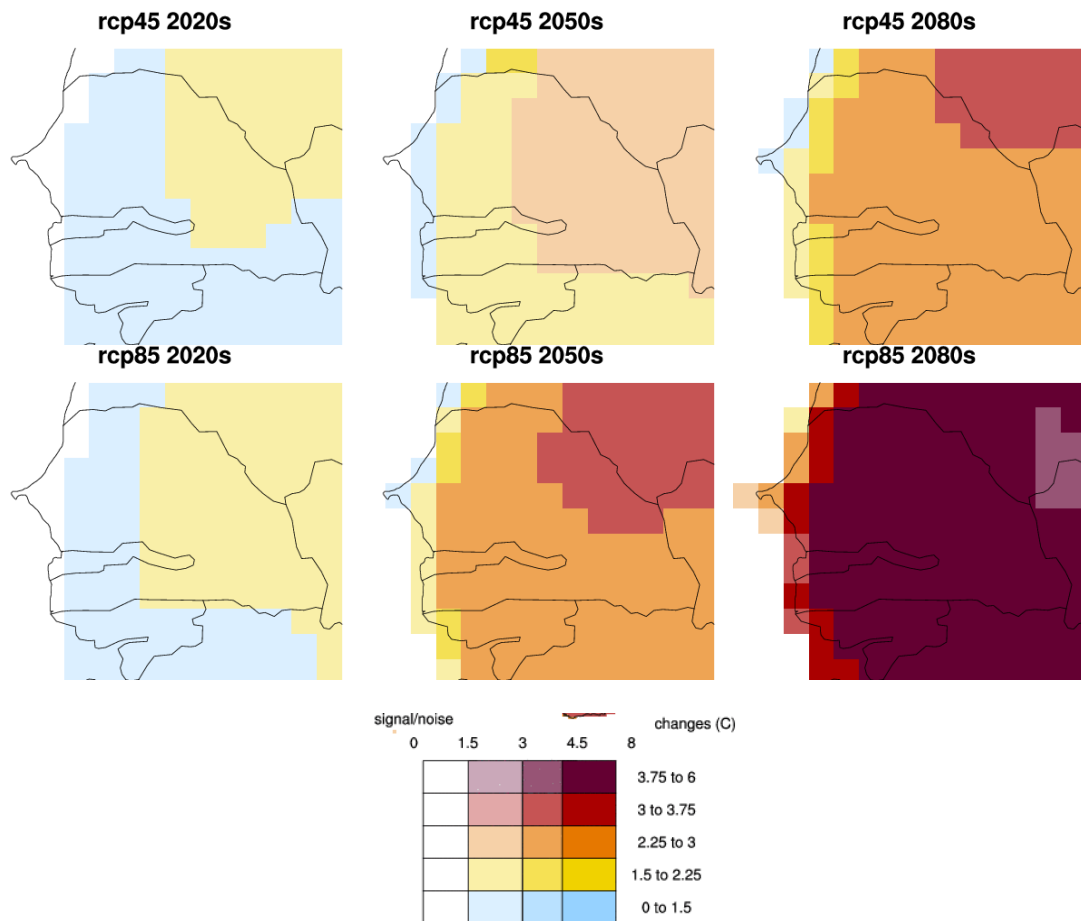 rcp45 2020s rcp45 2050s rcp45 2080s
rcp85 2020s rcp85 2050s rcp85 2080s
signal/noise changes (C)
0 1.5 3 4.5 8
3.75 to 6
3 to 3.75
2.25 to 3
1.5 to 2.25
0 to 1.5